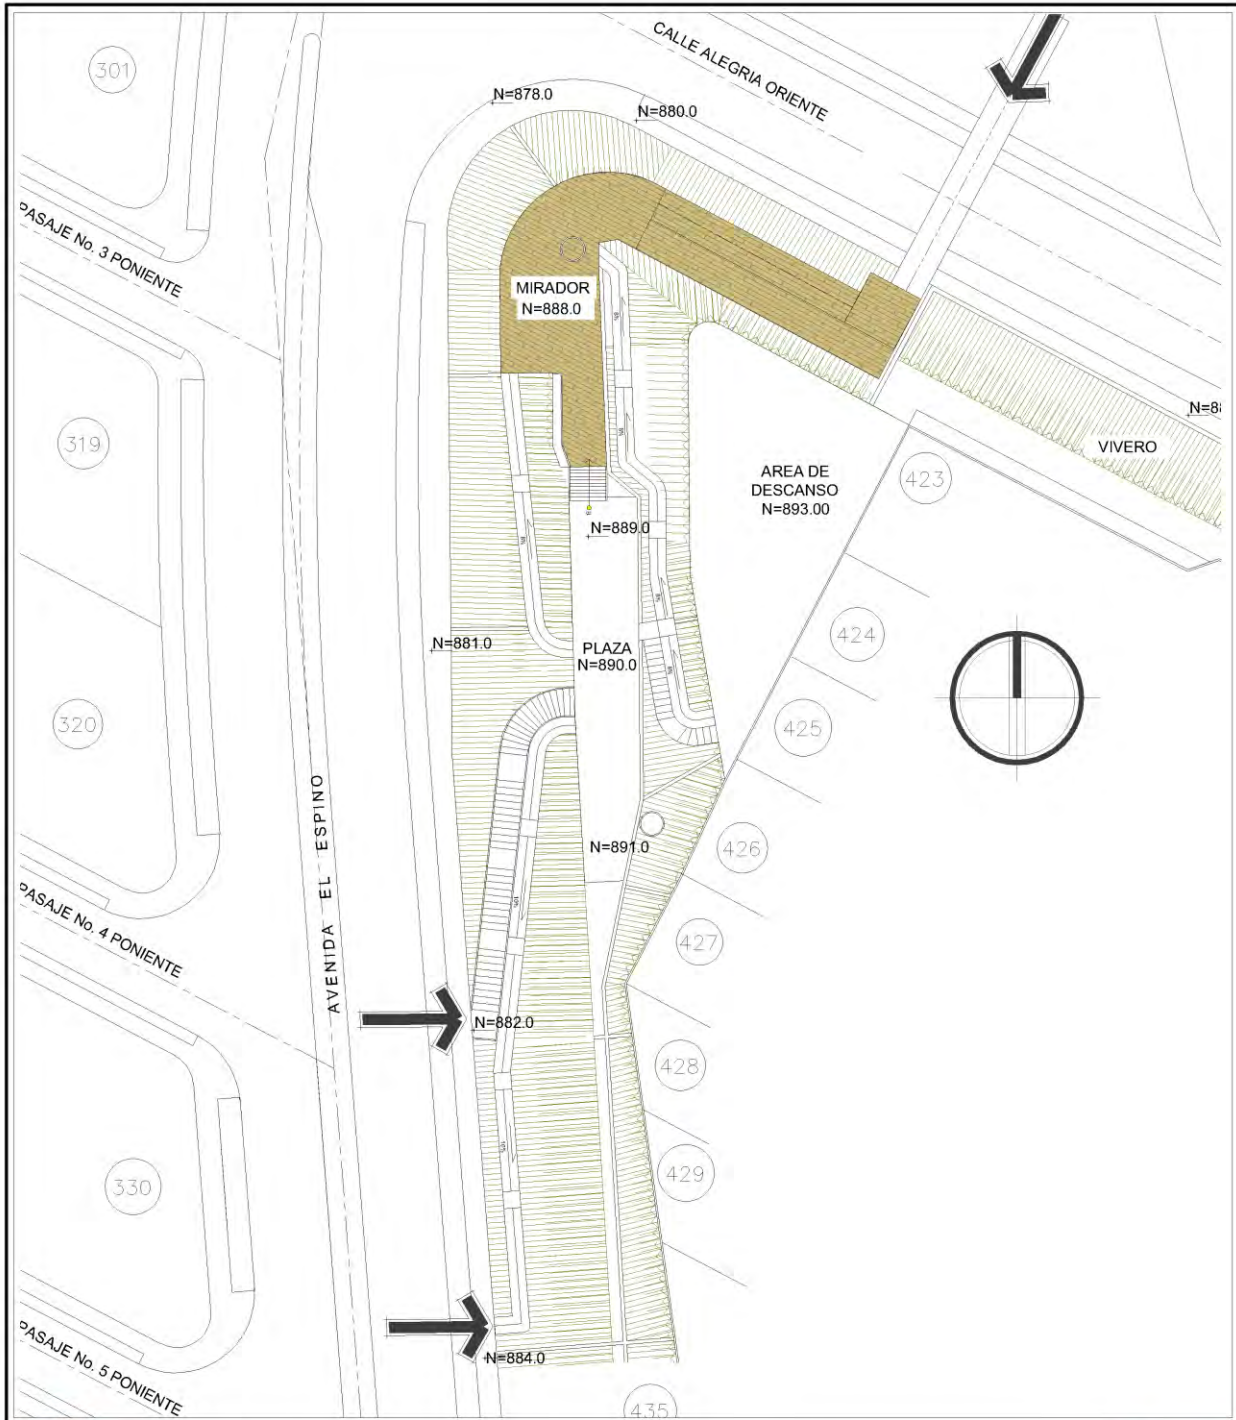 301
CALLE ALEGRIA ORIENTE
N=878.0
N=880.0
PASAJE No. 3 PONIENTE
MIRADOR
N=888.0
N=88
319
VIVERO
AREA DE
DESCANSO
N=893.00
423
N=889.0
424
N=881.0
PLAZA
N=890.0
320
425
AVENIDA EL ESPINO
N=891.0
426
PASAJE No. 4 PONIENTE
427
N=882.0
428
330
429
PASAJE No. 5 PONIENTE
N=884.0
435